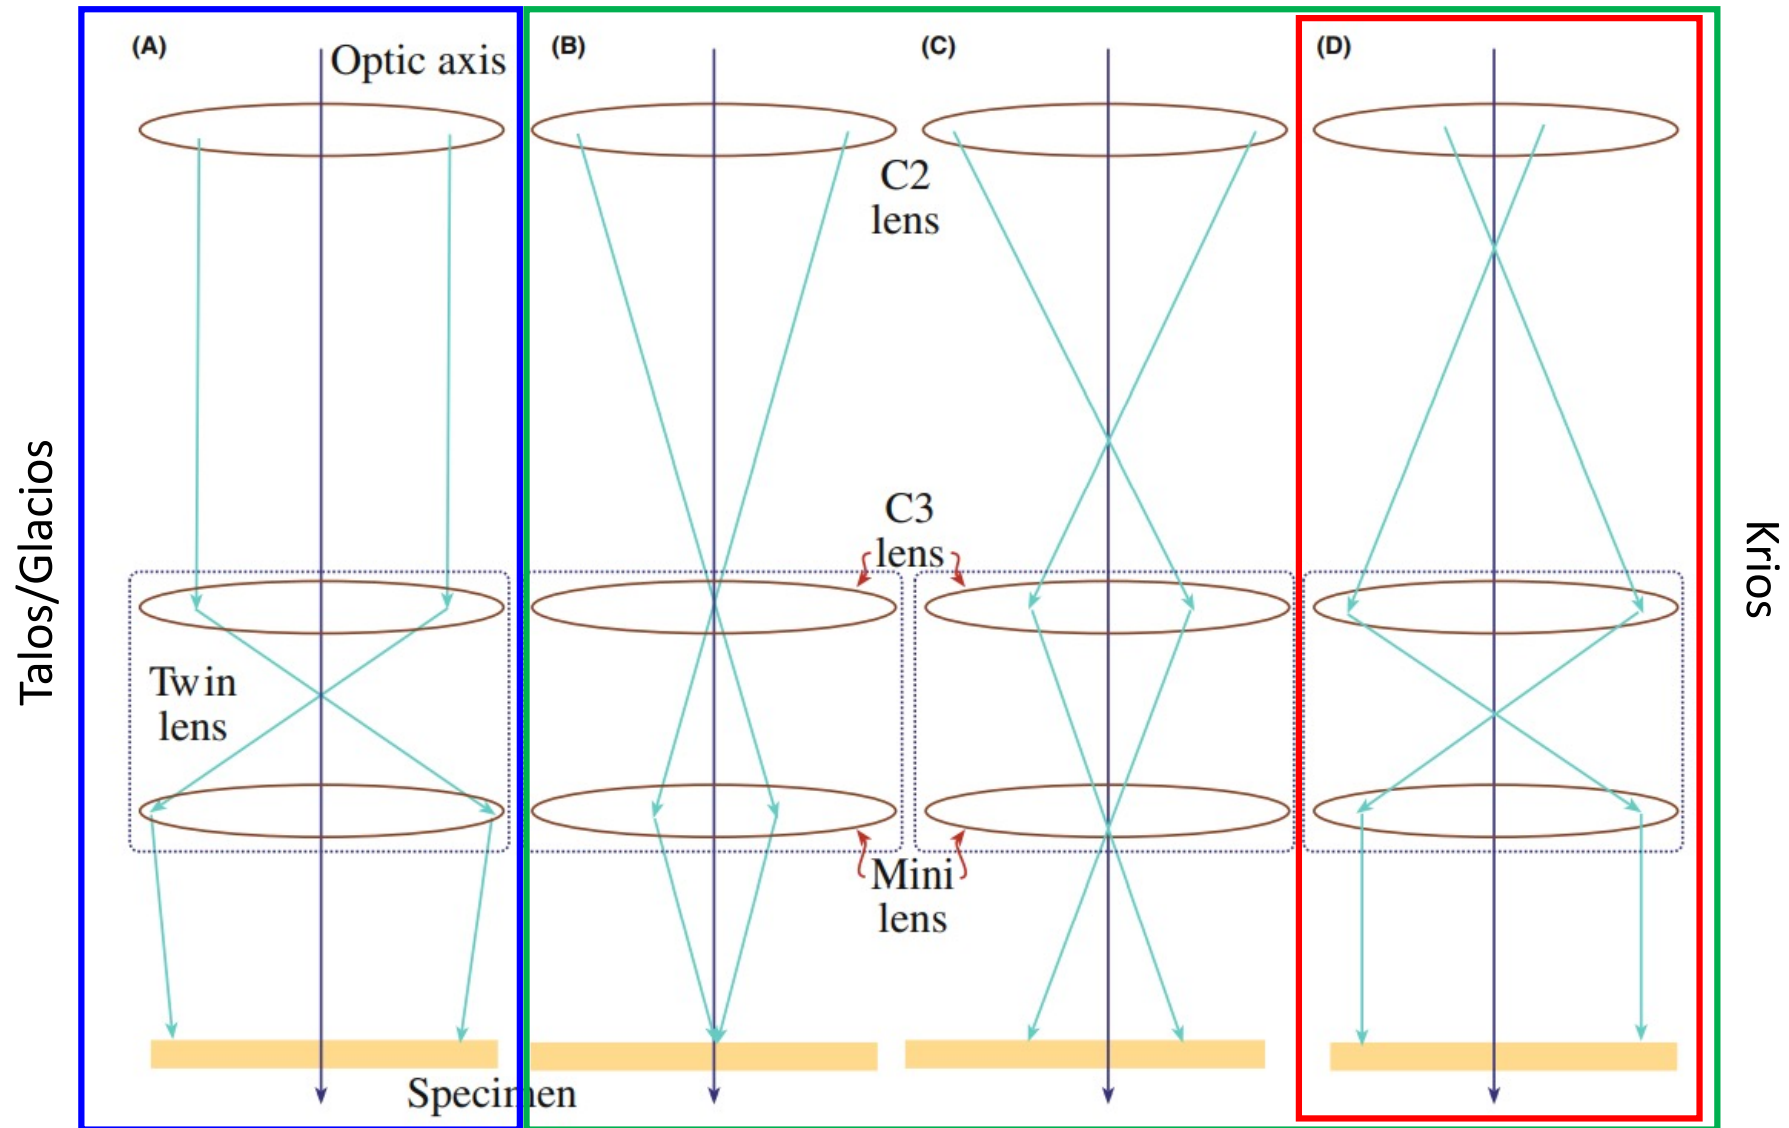 (A)
Optic axis
(B)
(C)
(D)
C2
lens
C3
lens
Twin
lens
Mini
lens
Specimen
Talos/Glacios
Krios